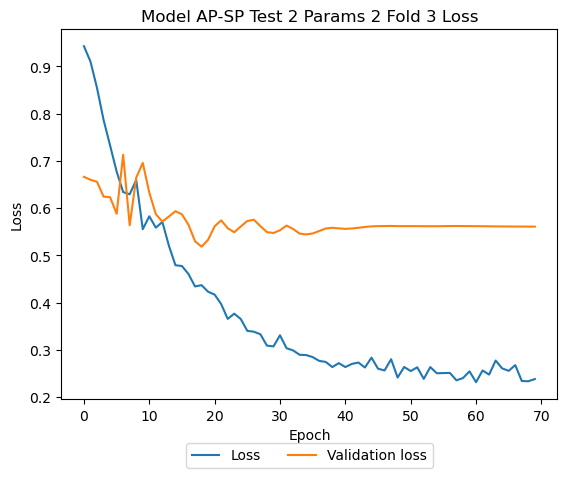 Model AP-SP Test 2 Params 2 Fold 3 Loss
Loss
0.9
0.8
0.7
0.6
0.5
0.4
0.3
0.2
0 10 20 30 40 50 60 70
Epoch
Loss Validation loss